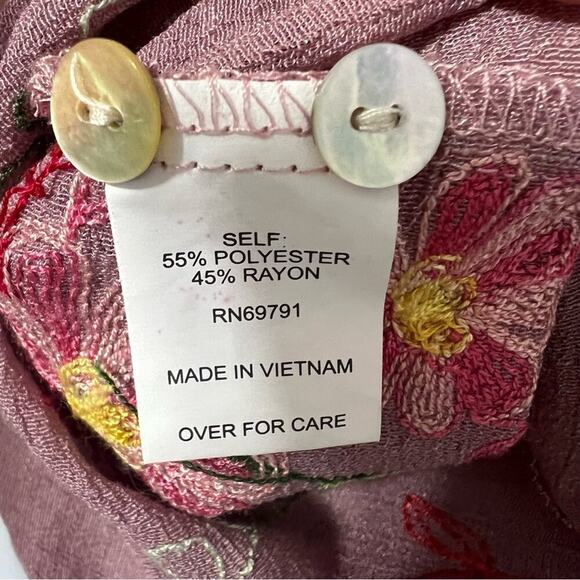 SELF:
55% POLYESTER
45% RAYON
RN69791
MADE IN VIETNAM
OVER FOR CARE